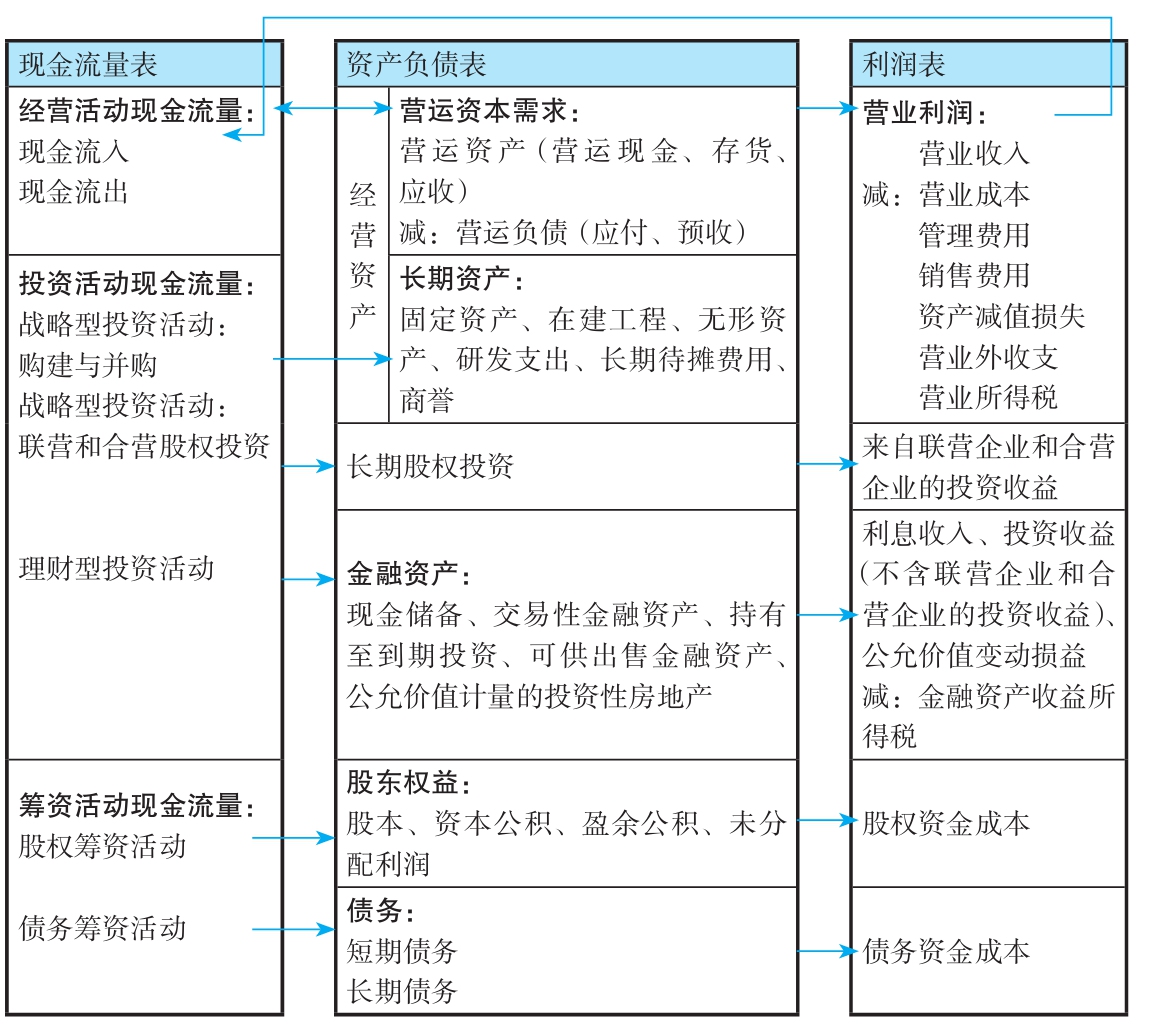 现金流量表
经营活动现金流量：
现金流入
现金流出
投资活动现金流量：
战略型投资活动：
购建与并购
战略型投资活动：
联营和合营股权投资
理财型投资活动
筹资活动现金流量：
股权筹资活动
债务筹资活动
资产负债表
经
营
资
产
营运资本需求：
营运资产（营运现金、存货、
应收）
减：营运负债（应付、预收）
长期资产：
固定资产、在建工程、无形资
产、研发支出、长期待摊费用、
商誉
长期股权投资
金融资产：
现金储备、交易性金融资产、持有
至到期投资、可供出售金融资产、
公允价值计量的投资性房地产
股东权益：
股本、资本公积、盈余公积、未分
配利润
债务：
短期债务
长期债务
利润表
营业利润：
营业收入
减：营业成本
管理费用
销售费用
资产减值损失
营业外收支
营业所得税
来自联营企业和合营
企业的投资收益
利息收入、投资收益
（不含联营企业和合
营企业的投资收益）、
公允价值变动损益
减：金融资产收益所
得税
股权资金成本
债务资金成本